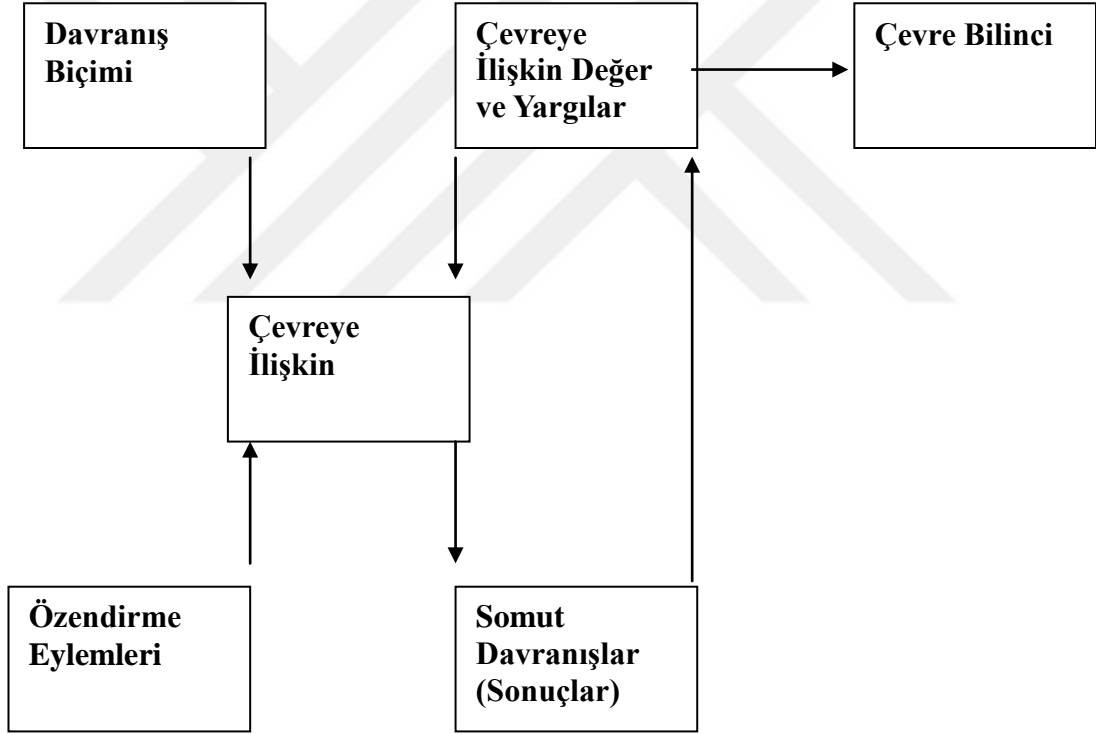 Davranış
Biçimi
Çevreye
İlişkin Değer
ve Yargılar
Çevre Bilinci
Çevreye
İlişkin
Özendirme
Eylemleri
Somut
Davranışlar
(Sonuçlar)